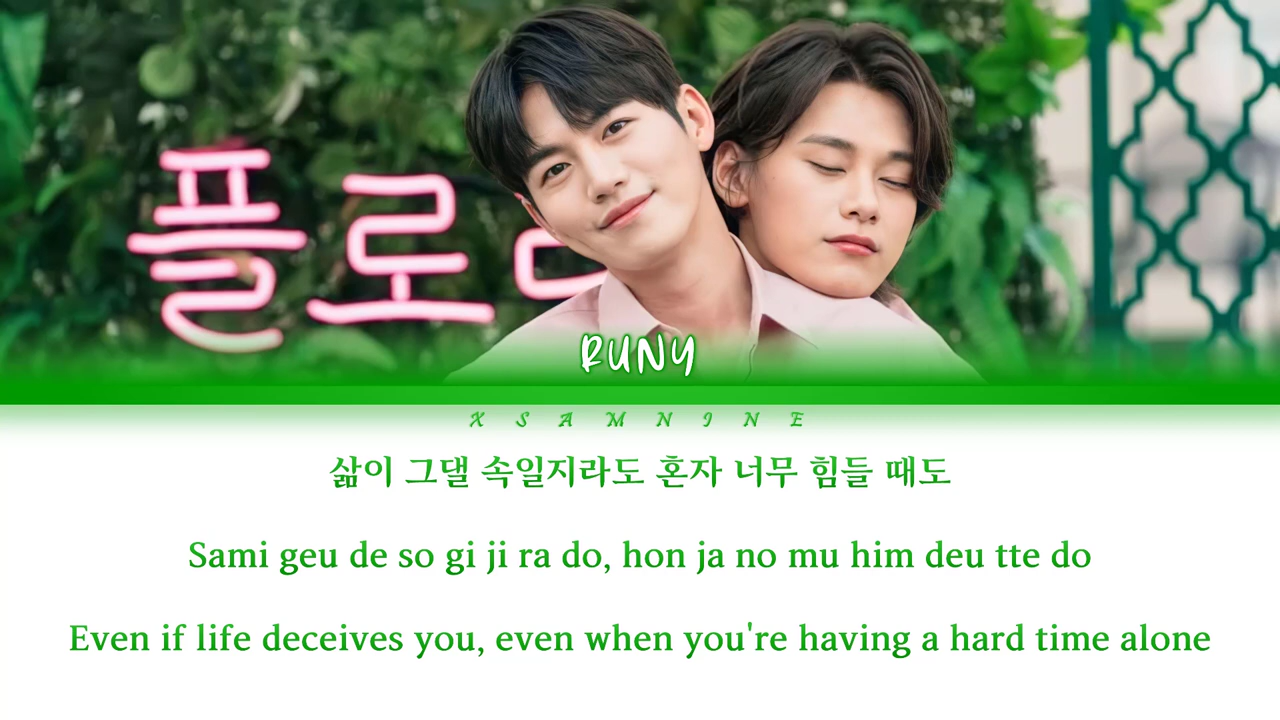 플로
RUNY
X S A M N I N E
삶이 그댈 속일지라도 혼자 너무 힘들 때도
Sami geu de so gi ji ra do, hon ja no mu him deu tte do
Even if life deceives you, even when you're having a hard time alone